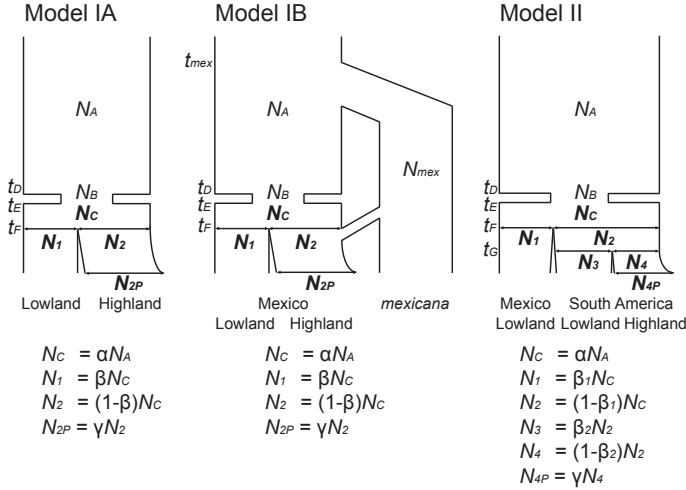 Model IA
Model IB
Model II
tmex
NA
NA
NA
Nmex
tD
tE
tF
NB
NC
N1
N2
N2P
tD
tE
tF
NB
NC
N1
N2
N2P
tD
tE
tF
tG
NB
NC
N1
N2
N3
N4
N4P
Lowland Highland
Mexico
Lowland Highland
mexicana
Mexico South America
Lowland Lowland Highland
NC = αNA
N1 = βNC
N2 = (1-β)NC
N2P = γN2
NC = αNA
N1 = βNC
N2 = (1-β)NC
N2P = γN2
NC = αNA
N1 = β1NC
N2 = (1-β1)NC
N3 = β2N2
N4 = (1-β2)N2
N4P = γN4